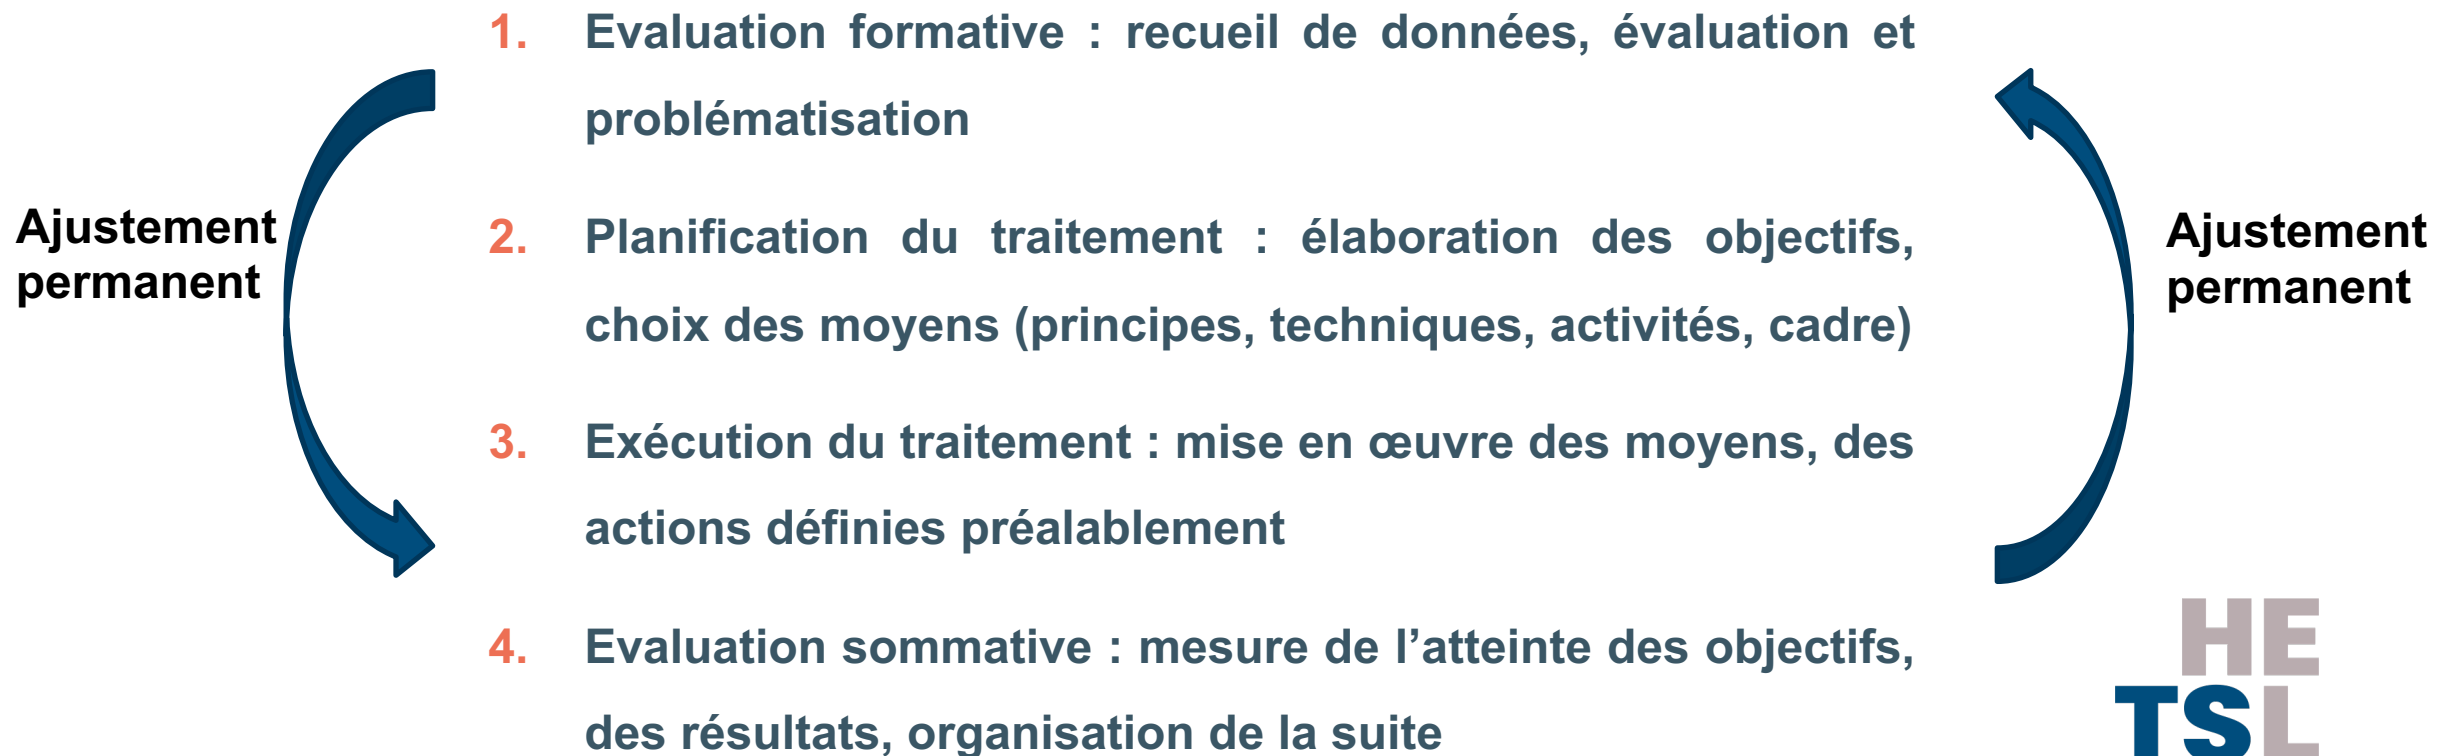 1. Evaluation formative : recueil de données, évaluation et
problématisation
Ajustement
permanent
2. Planification du traitement : élaboration des objectifs,
choix des moyens (principes, techniques, activités, cadre)
Ajustement
permanent
3. Exécution du traitement : mise en œuvre des moyens, des
actions définies préalablement
4. Evaluation sommative : mesure de l’atteinte des objectifs,
des résultats, organisation de la suite
HE
TSL